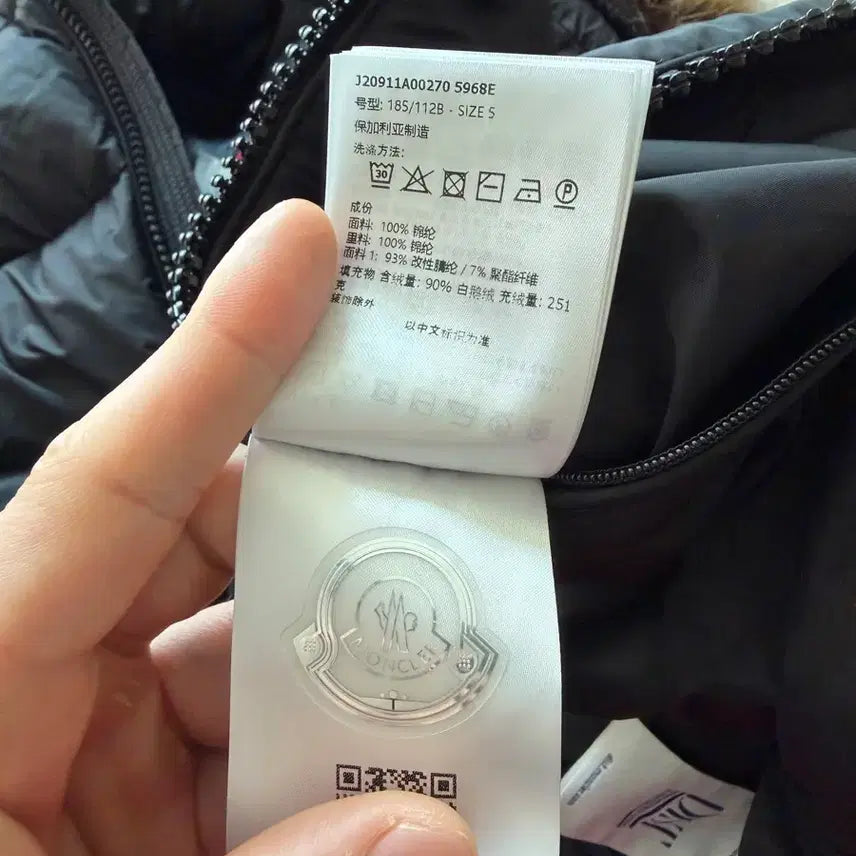 J20911A00270 5968E
号型: 185/112B - SIZE 5
保加利亚制造
洗涤方法:
30
P
成份
面料: 100% 锦纶
里料: 100% 锦纶
面料 1: 93% 改性腈纶 / 7% 聚酯纤维
填充物 含绒量: 90% 白鹅绒 充绒量: 251
克
装饰除外
以中文标识为准
MONCLER